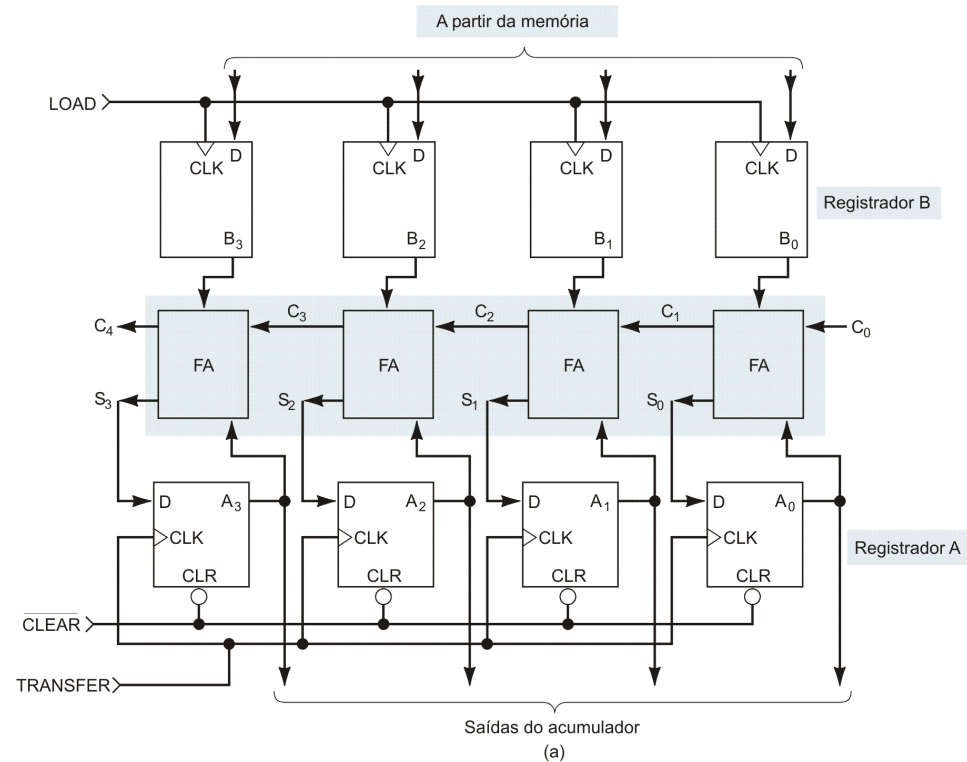 A partir da memória
LOAD
D D D D
CLK CLK CLK CLK
Registrador B
B3 B2 B1 B0
C4 C3 C2 C1 C0
FA FA FA FA
S3 S2 S1 S0
D A3 D A2 D A1 D A0
CLK CLK CLK CLK
Registrador A
CLR CLR CLR CLR
CLEAR
TRANSFER
Saídas do acumulador
(a)